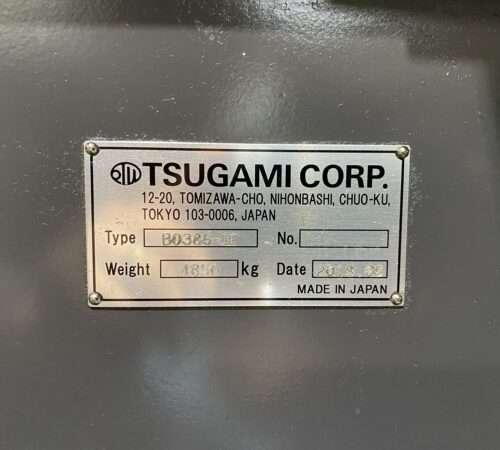 TSUGAMI CORP.
12-20, TOMIZAWA-CHO, NIHONBASHI, CHUO-KU,
TOKYO 103-0006, JAPAN
Type No.
Weight kg Date
MADE IN JAPAN